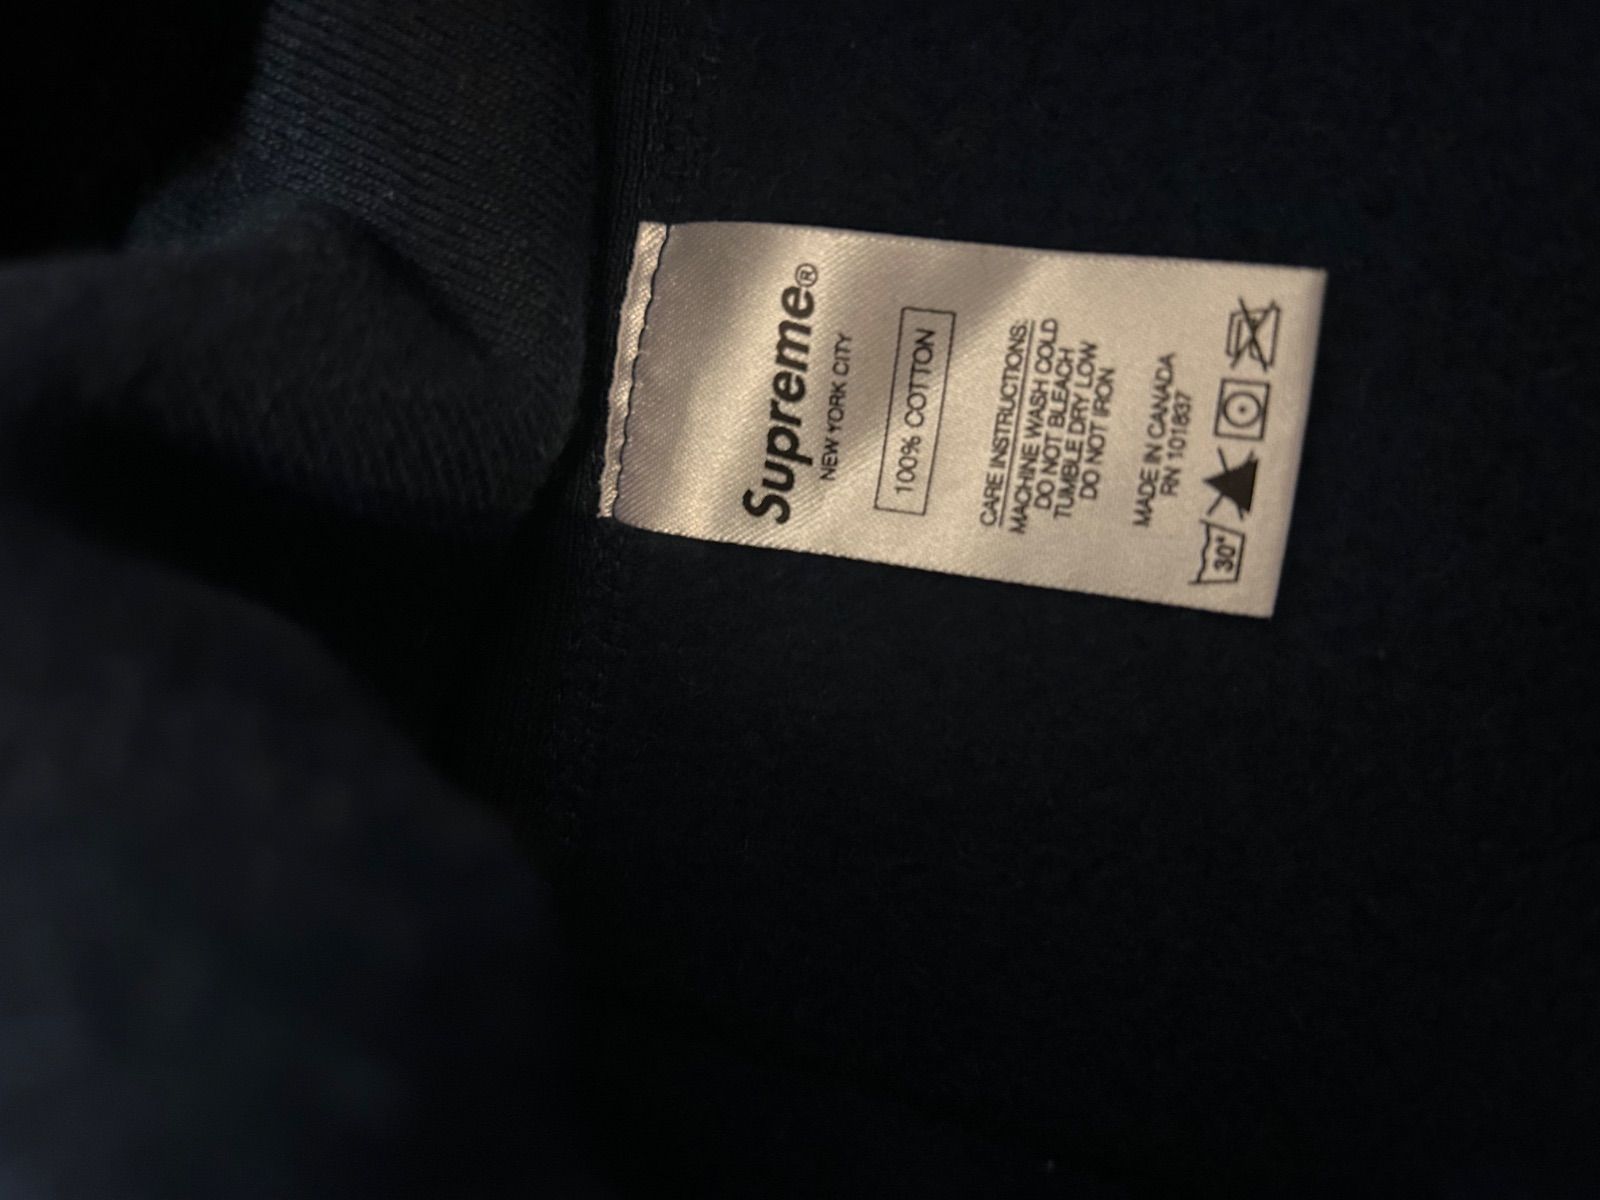 Supreme®
NEW YORK CITY
100% COTTON
CARE INSTRUCTIONS:
MACHINE WASH COLD
DO NOT BLEACH
TUMBLE DRY LOW
DO NOT IRON
MADE IN CANADA
RN 101837
30°